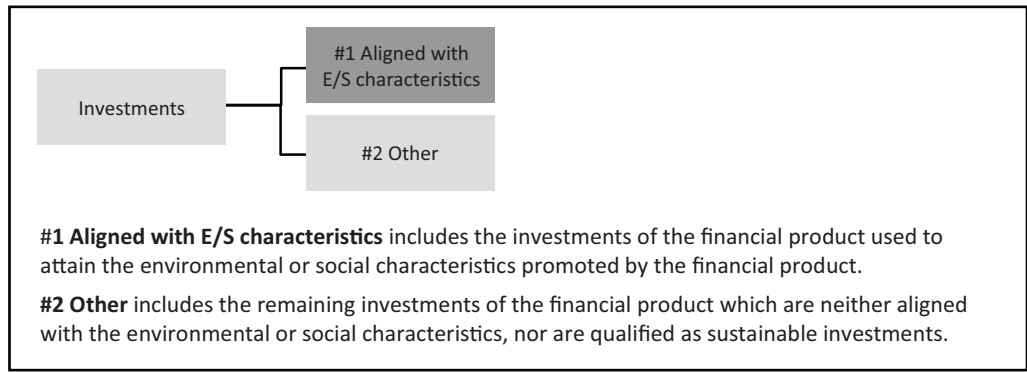 #1 Aligned with
E/S characteristics
Investments
#2 Other
#1 Aligned with E/S characteristics includes the investments of the financial product used to
attain the environmental or social characteristics promoted by the financial product.
#2 Other includes the remaining investments of the financial product which are neither aligned
with the environmental or social characteristics, nor are qualified as sustainable investments.